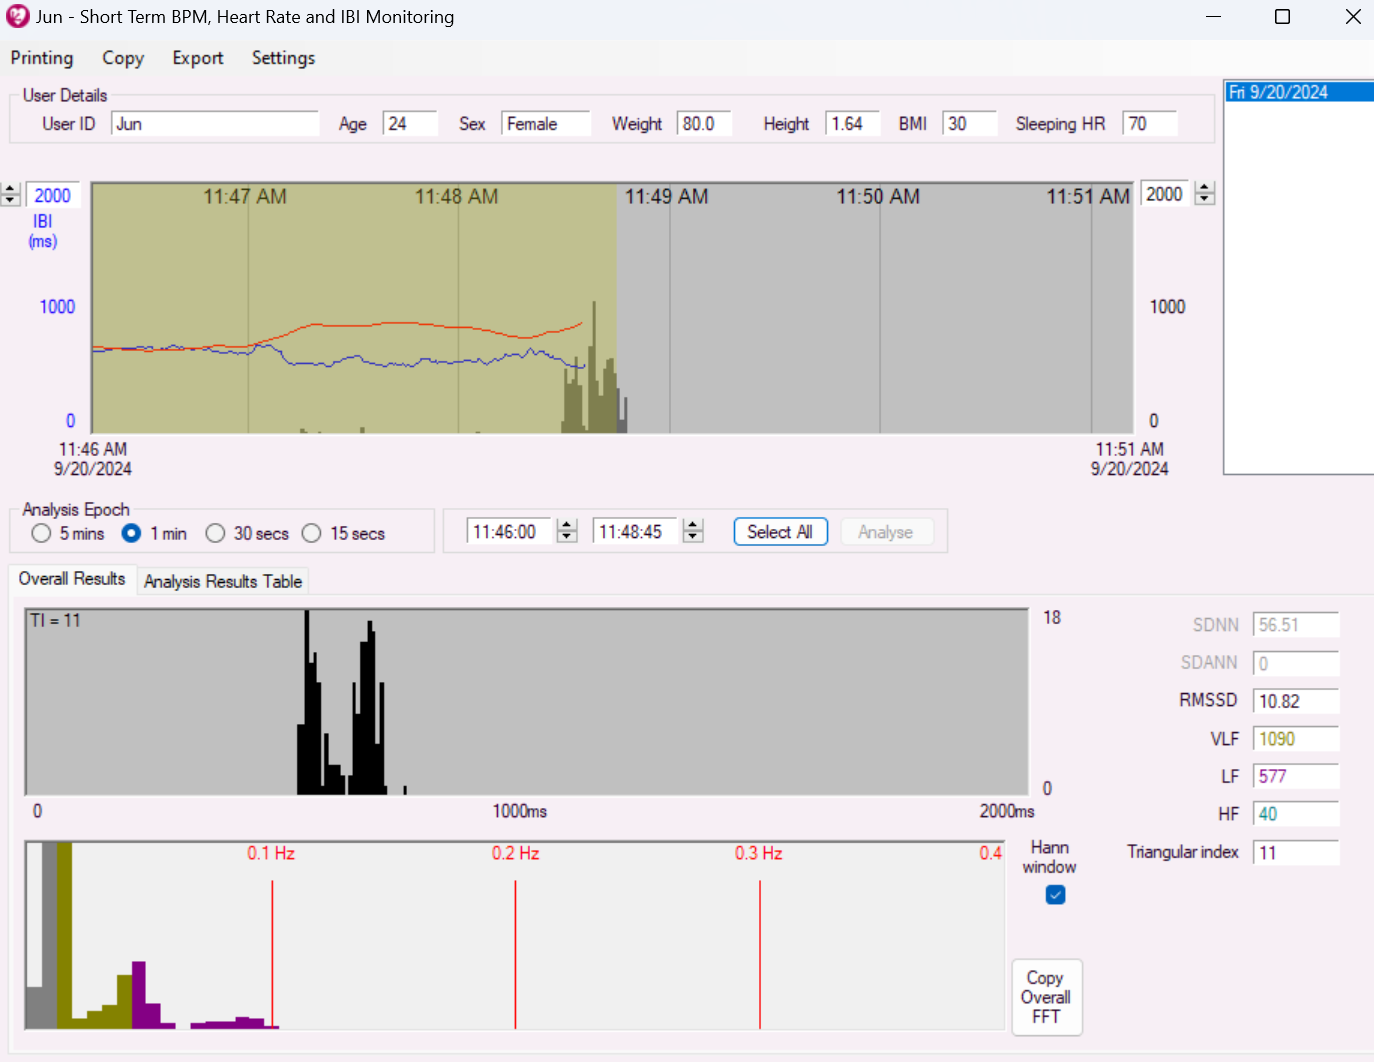 Jun - Short Term BPM, Heart Rate and IBI Monitoring
Printing Copy Export Settings
User Details
User ID Jun Age 24 Sex Female Weight 80.0 Height 1.64 BMI 30 Sleeping HR 70
Fri 9/20/2024
2000 11:47 AM 11:48 AM 11:49 AM 11:50 AM 11:51 AM 2000
IBI
(ms)
1000 1000
0 0
11:46 AM 11:51 AM
9/20/2024 9/20/2024
Analysis Epoch
5 mins 1 min 30 secs 15 secs 11:46:00 11:48:45 Select All Analyse
Overall Results Analysis Results Table
TI = 11 18
0
0 1000ms 2000ms
SDNN 56.51
SDANN 0
RMSSD 10.82
VLF 1090
LF 577
HF 40
Triangular index 11
0.1 Hz 0.2 Hz 0.3 Hz 0.4
Hann
window
Copy
Overall
FFT